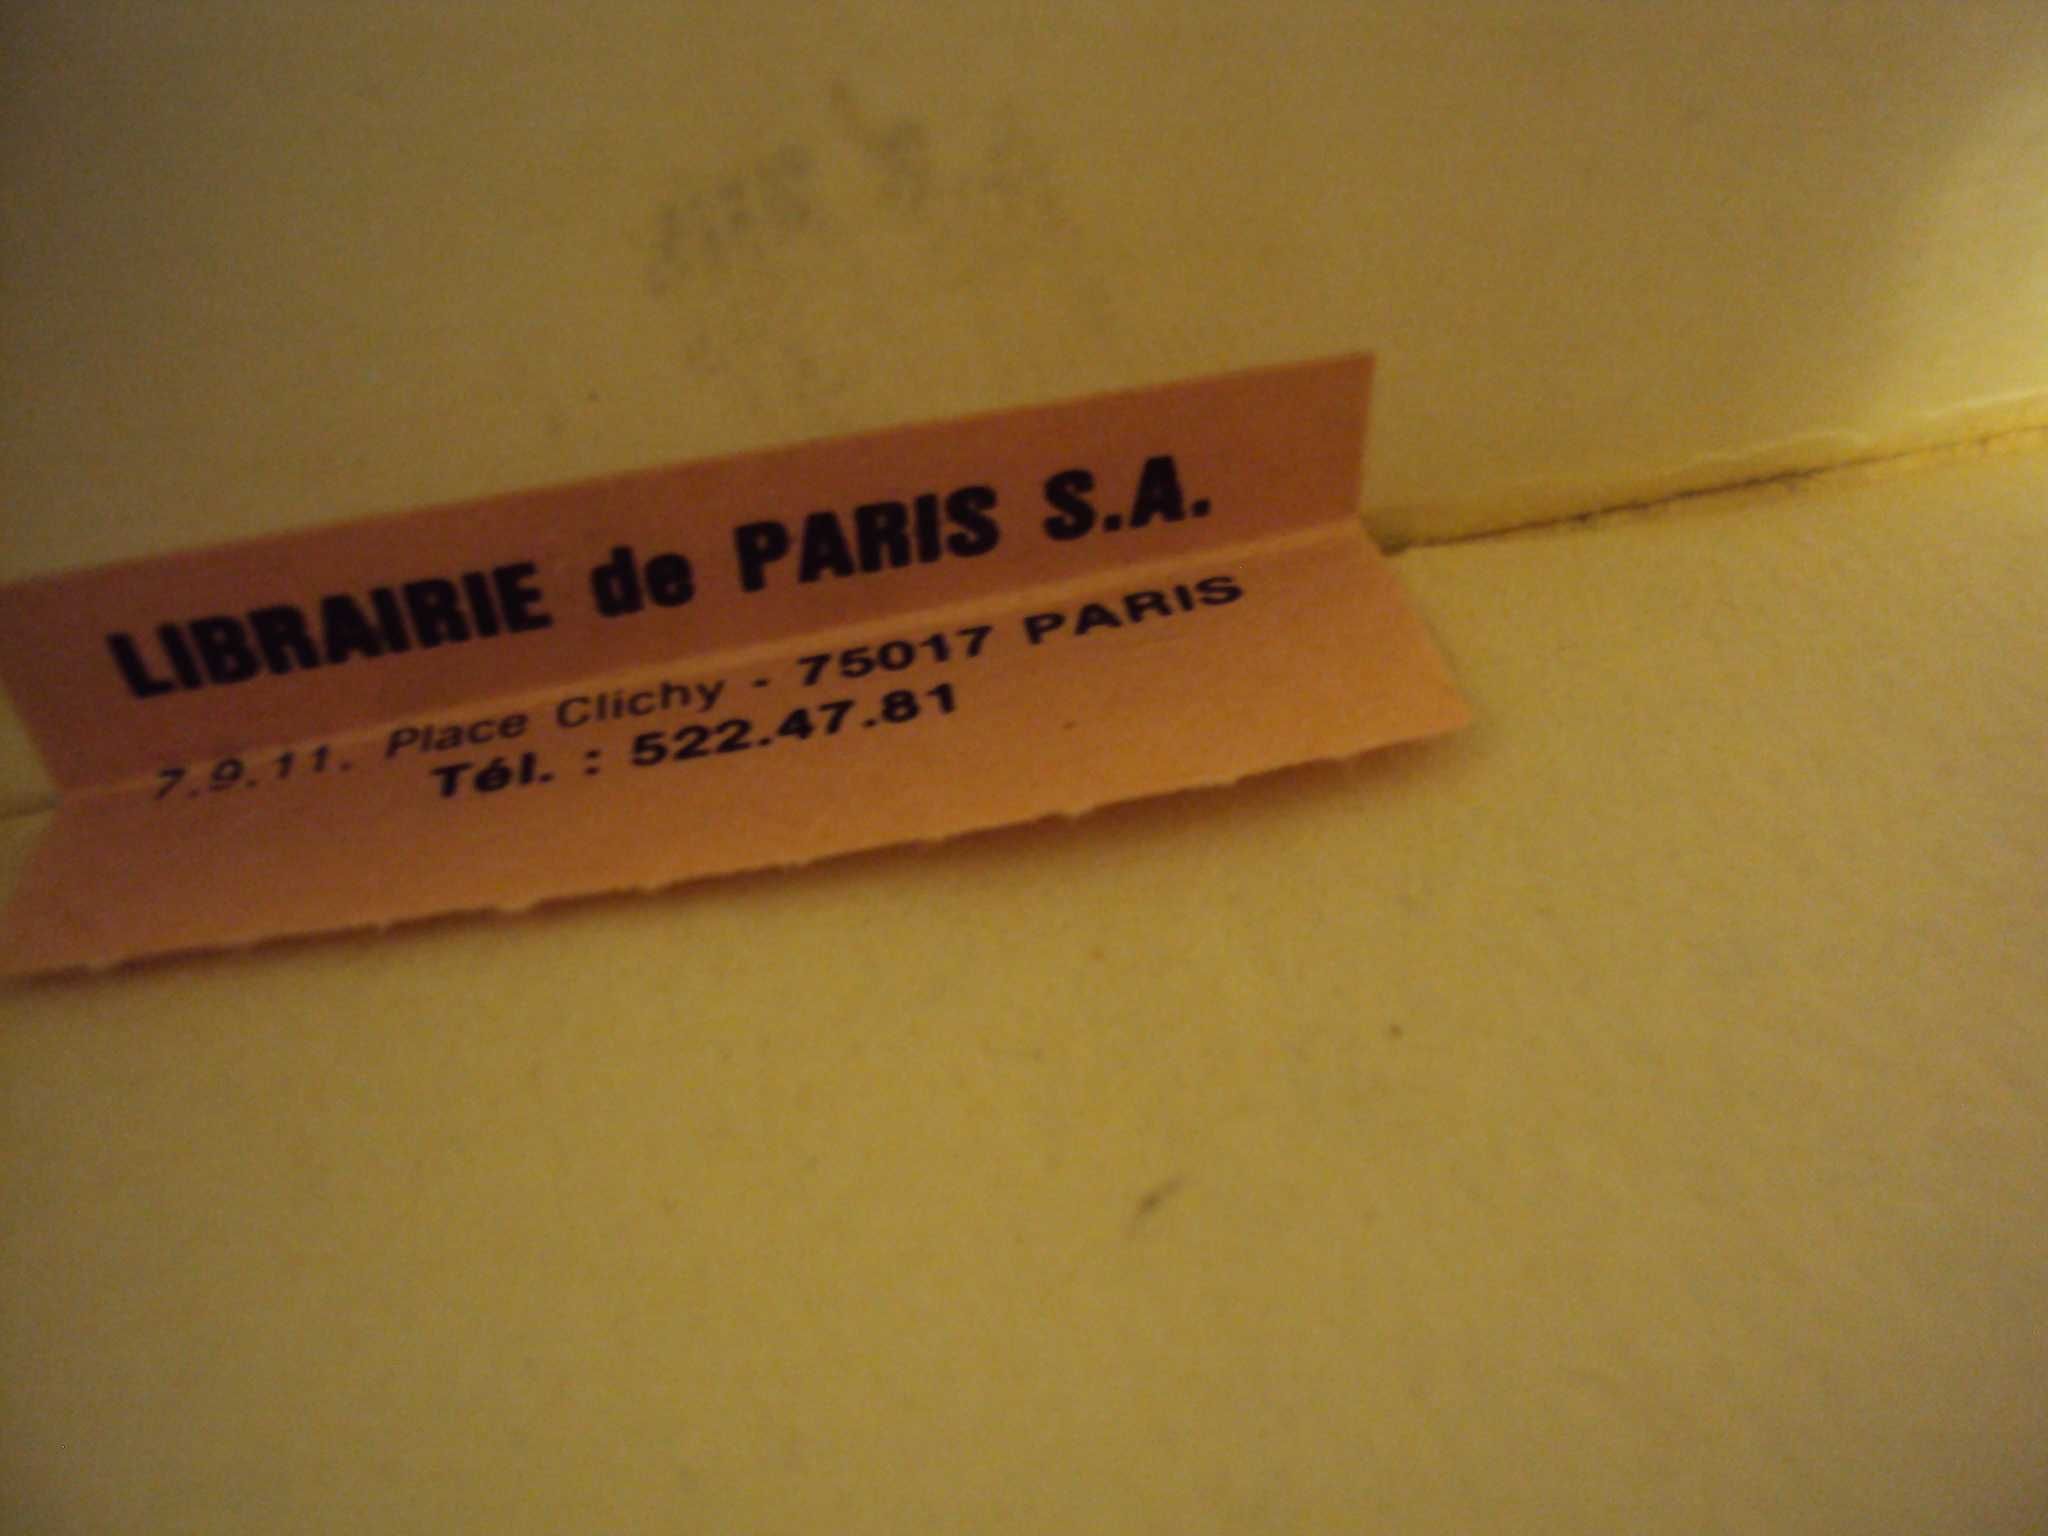 LIBRAIRIE de PARIS S.A.
7.9.11. Place Clichy - 75017 PARIS
Tél. : 522.47.81